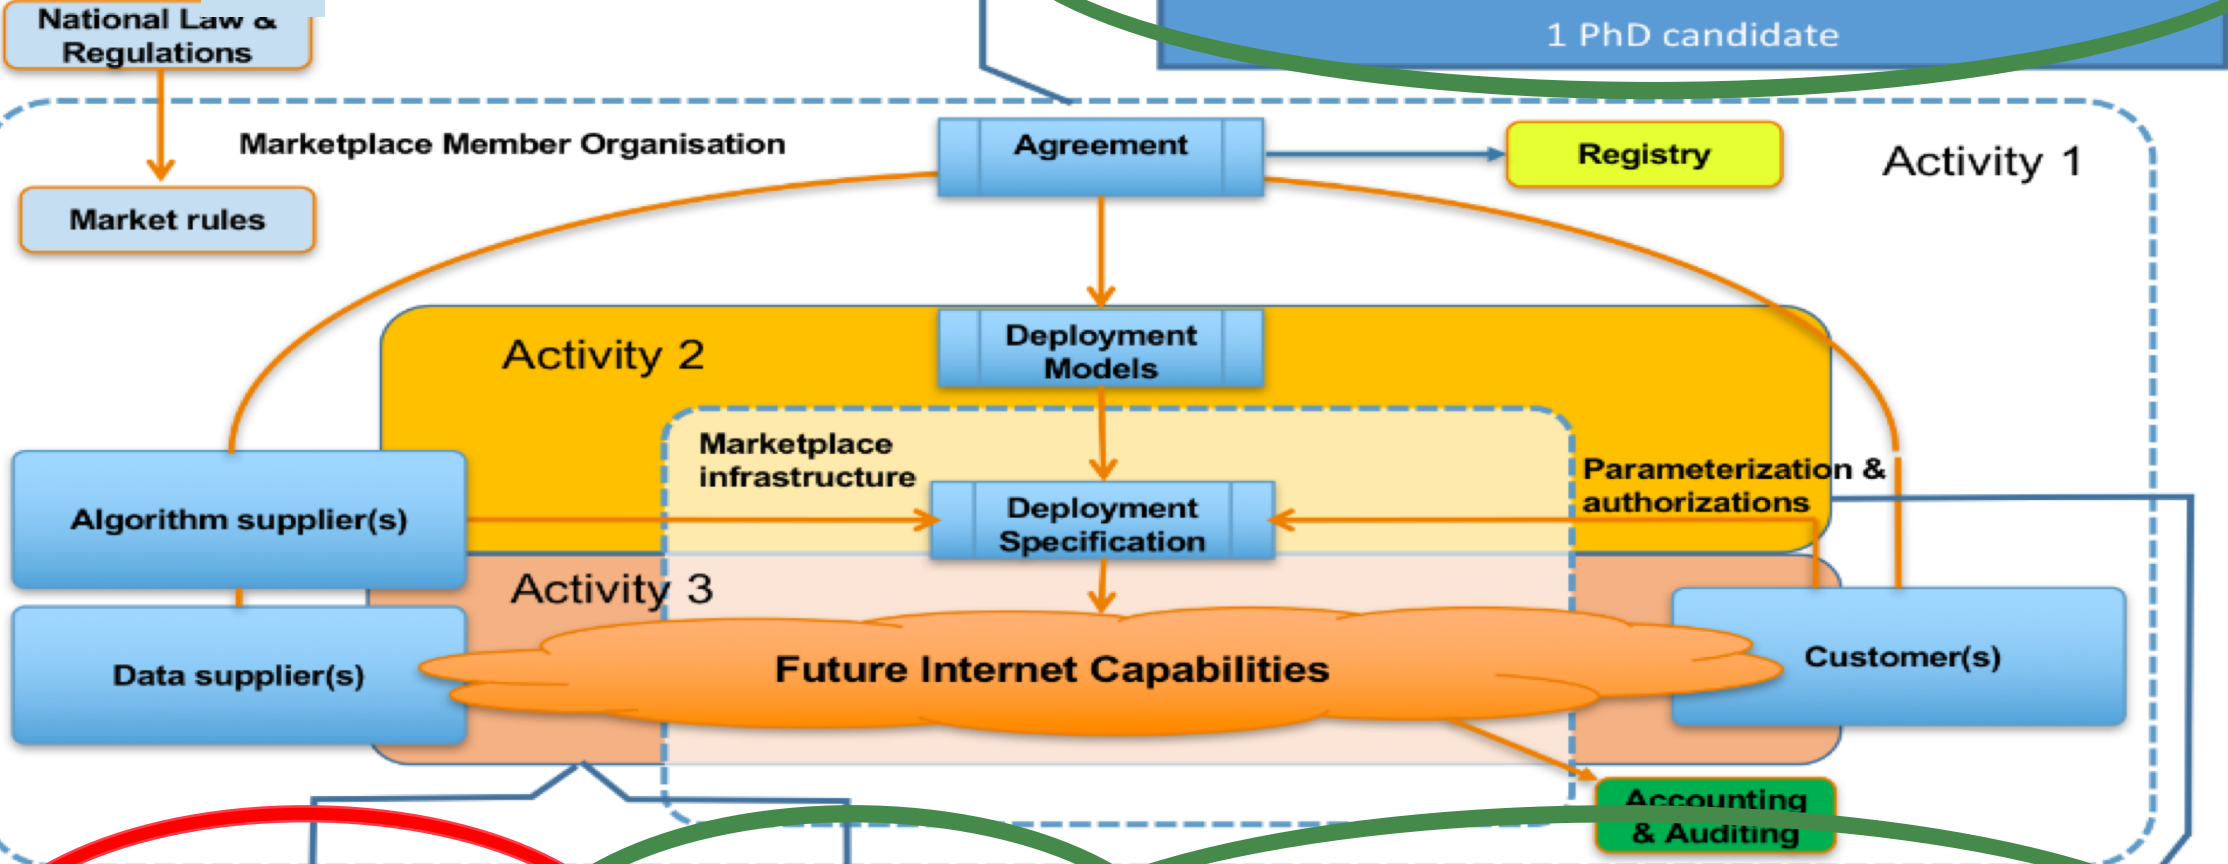 National Law &
Regulations
1 PhD candidate
Marketplace Member Organisation
Agreement
Registry
Activity 1
Market rules
Activity 2
Deployment
Models
Marketplace
infrastructure
Parameterization &
authorizations
Algorithm supplier(s)
Deployment
Specification
Activity 3
Data supplier(s)
Future Internet Capabilities
Customer(s)
Accounting
& Auditing